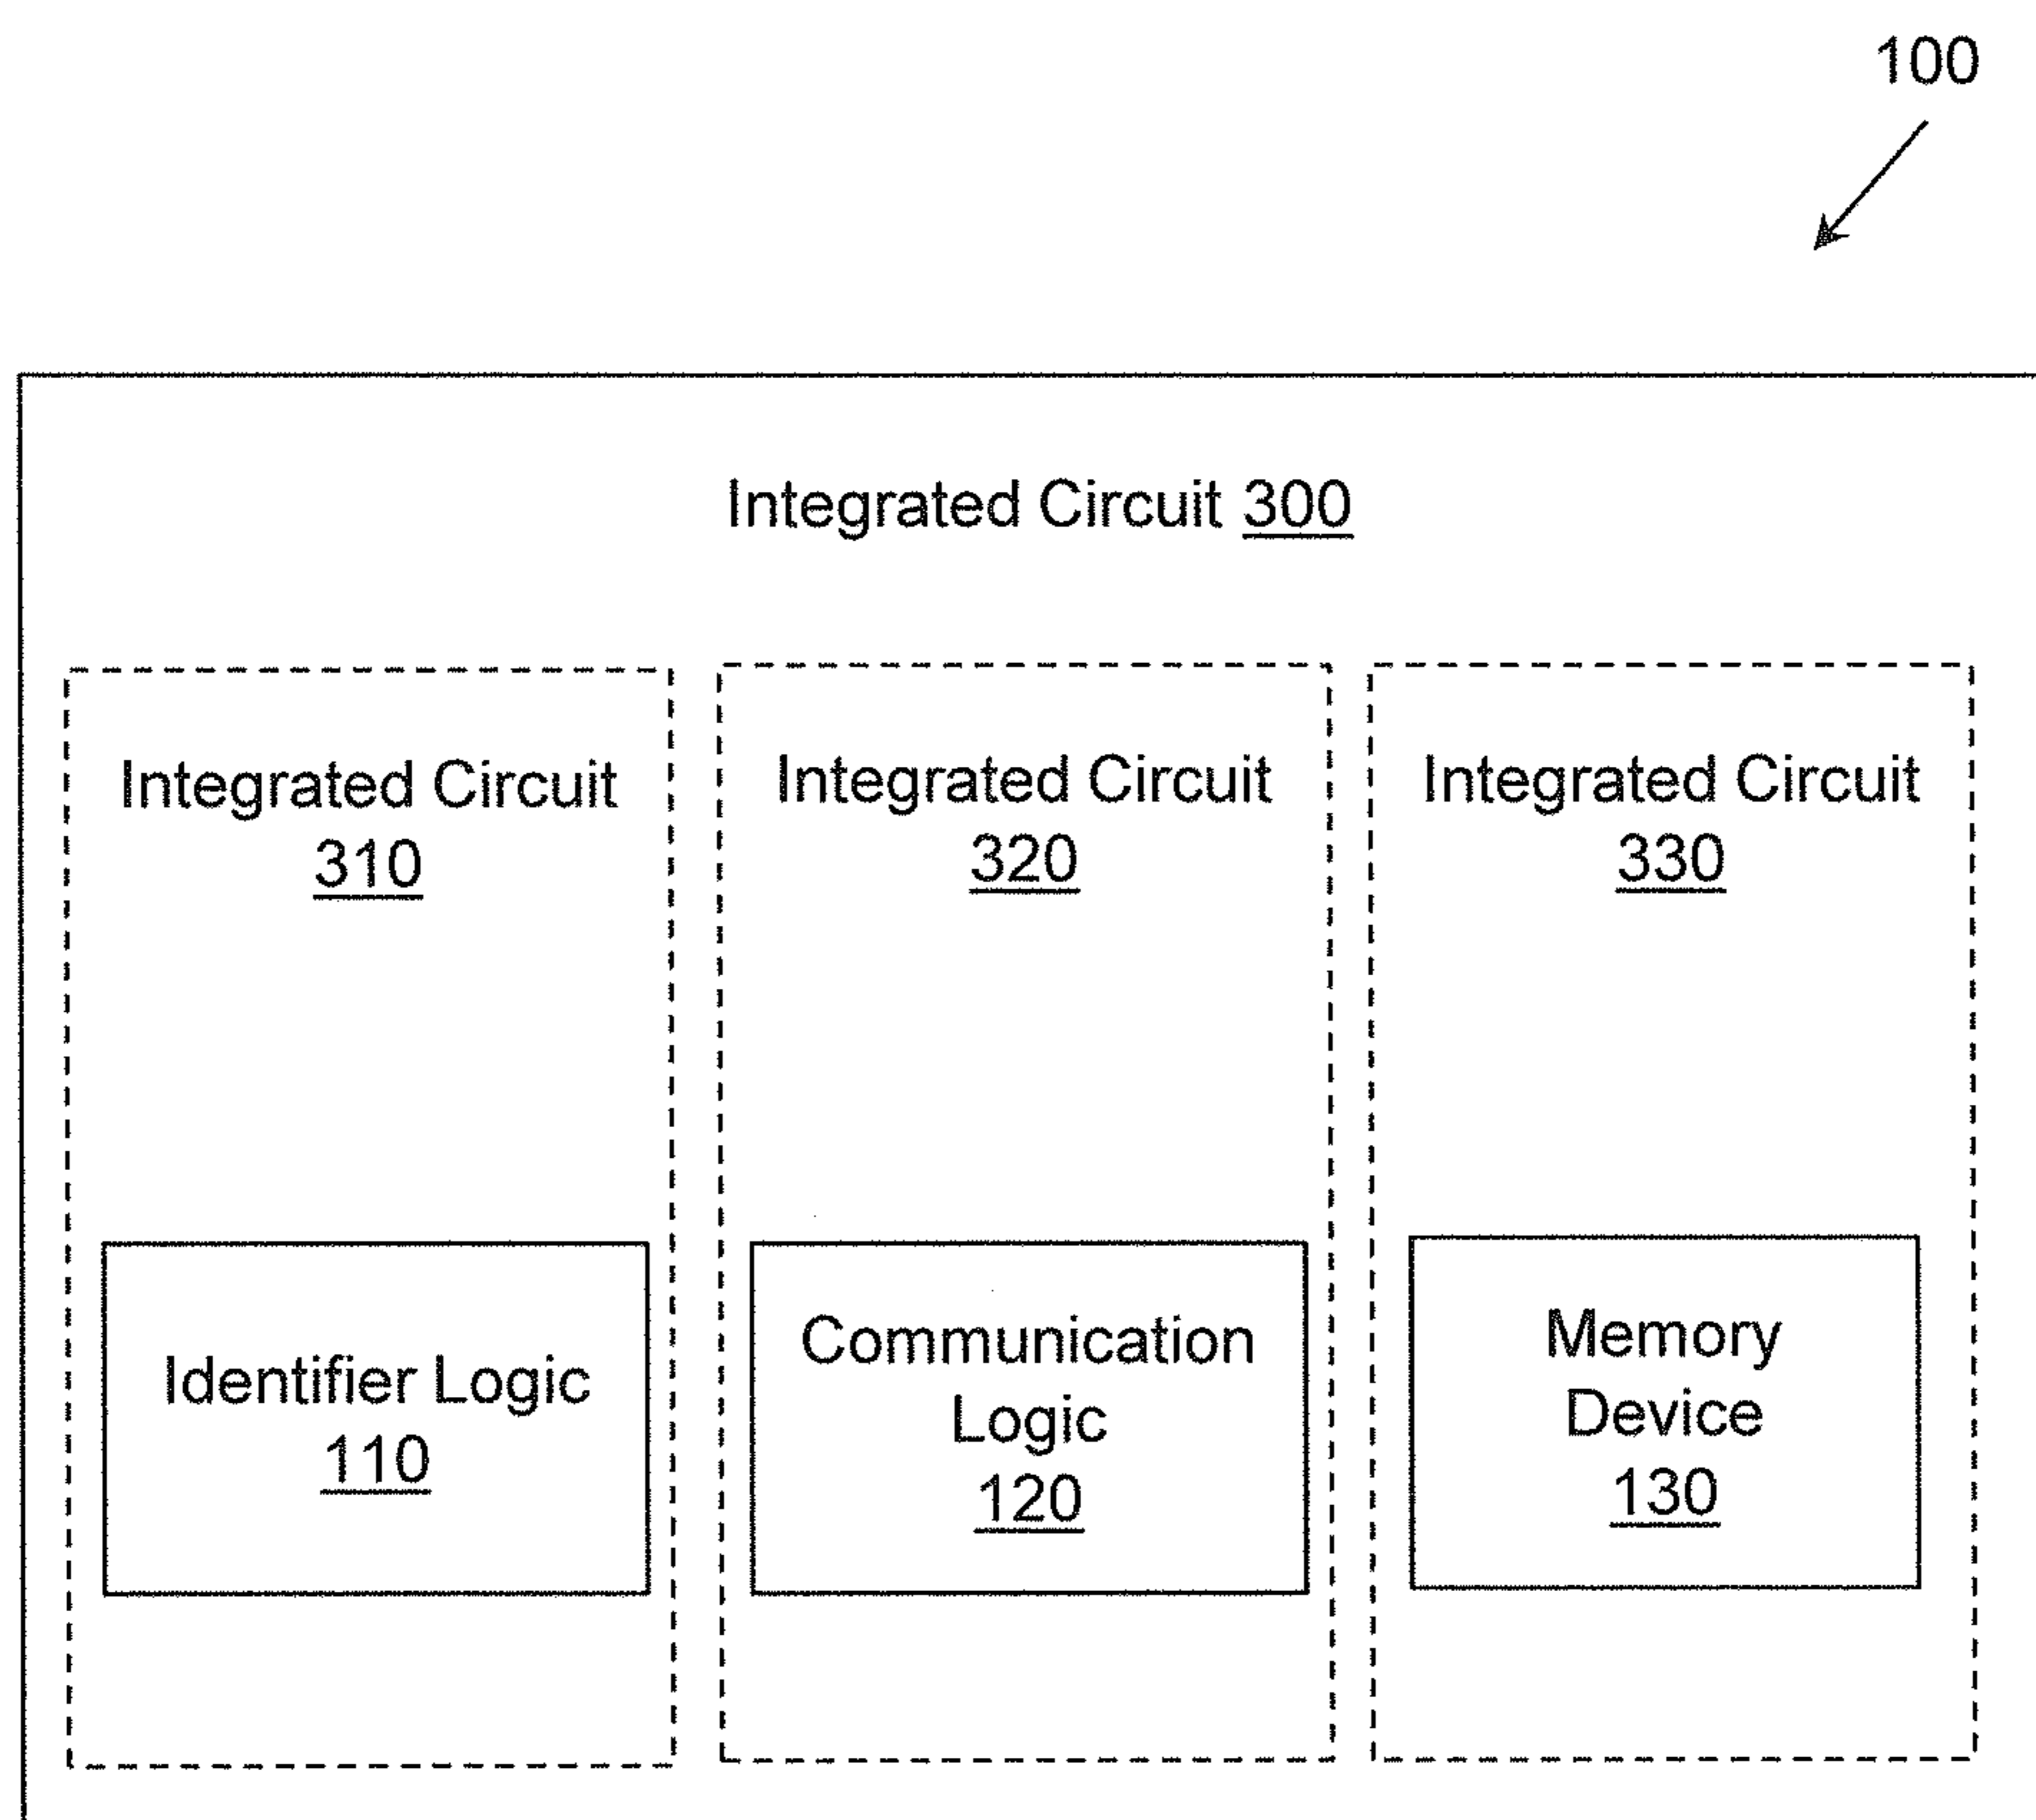 100
Integrated Circuit 300
Integrated Circuit
310
Integrated Circuit
320
Integrated Circuit
330
Identifier Logic
110
Communication
Logic
120
Memory
Device
130